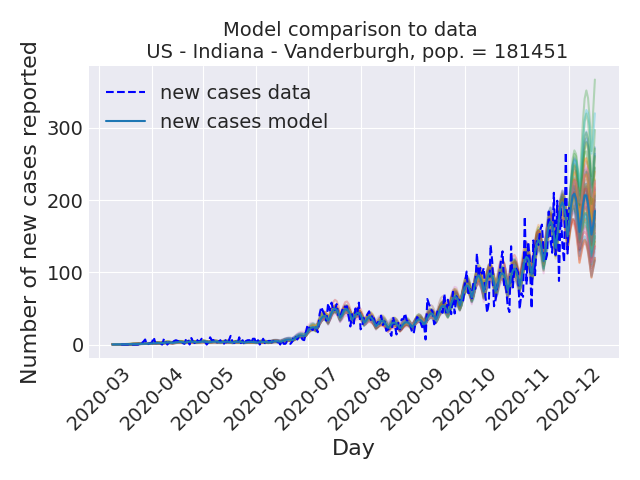 Model comparison to data
US - Indiana - Vanderburgh, pop. = 181451
Number of new cases reported
new cases data
new cases model
300
200
100
0
2020-03
2020-04
2020-05
2020-06
2020-07
2020-08
2020-09
2020-10
2020-11
2020-12
Day